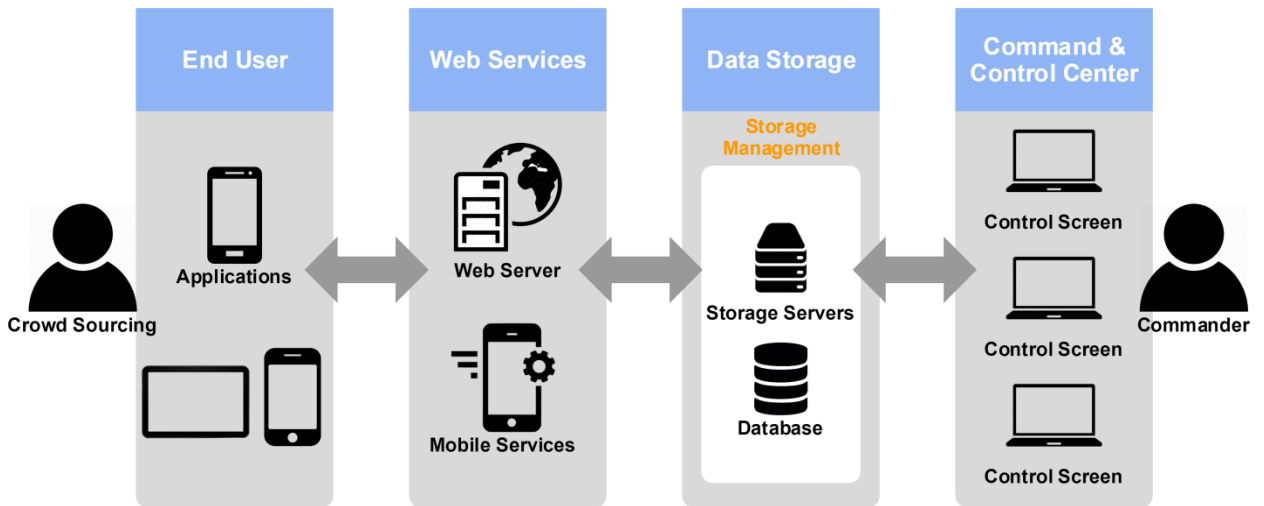 End User
Web Services
Data Storage
Command &
Control Center
Storage
Management
Crowd Sourcing
Applications
Web Server
Mobile Services
Storage Servers
Database
Control Screen
Control Screen
Control Screen
Commander